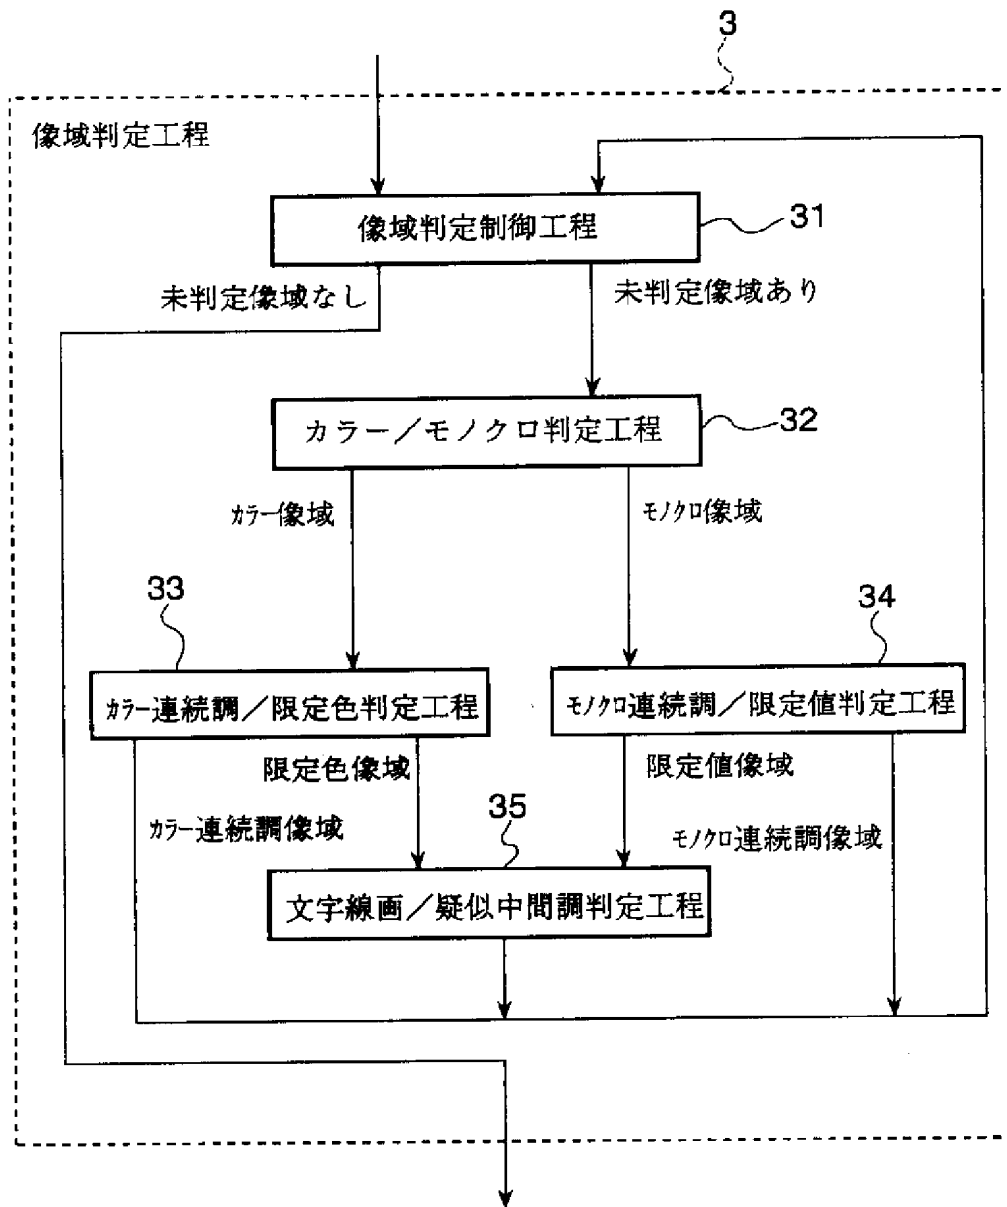 3
像域判定工程
像域判定制御工程
31
未判定像域なし
未判定像域あり
カラー/モノクロ判定工程
32
ｶﾗｰ像域
ﾓﾉｸﾛ像域
33
34
ｶﾗｰ連続調/限定色判定工程
ﾓﾉｸﾛ連続調/限定値判定工程
限定色像域
限定値像域
ｶﾗｰ連続調像域
35
ﾓﾉｸﾛ連続調像域
文字線画/疑似中間調判定工程